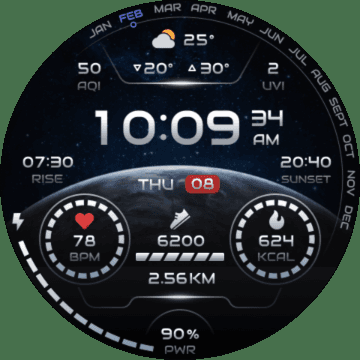 JAN FEB MAR APR MAY JUN JUL AUG SEP OCT NOV DEC
25°
50 ▿20° ▵30° 2
AQI UVI
10:09 34 AM
07:30 20:40
RISE SUNSET
THU 08
78 6200 624
BPM KCAL
2.56KM
90%
PWR